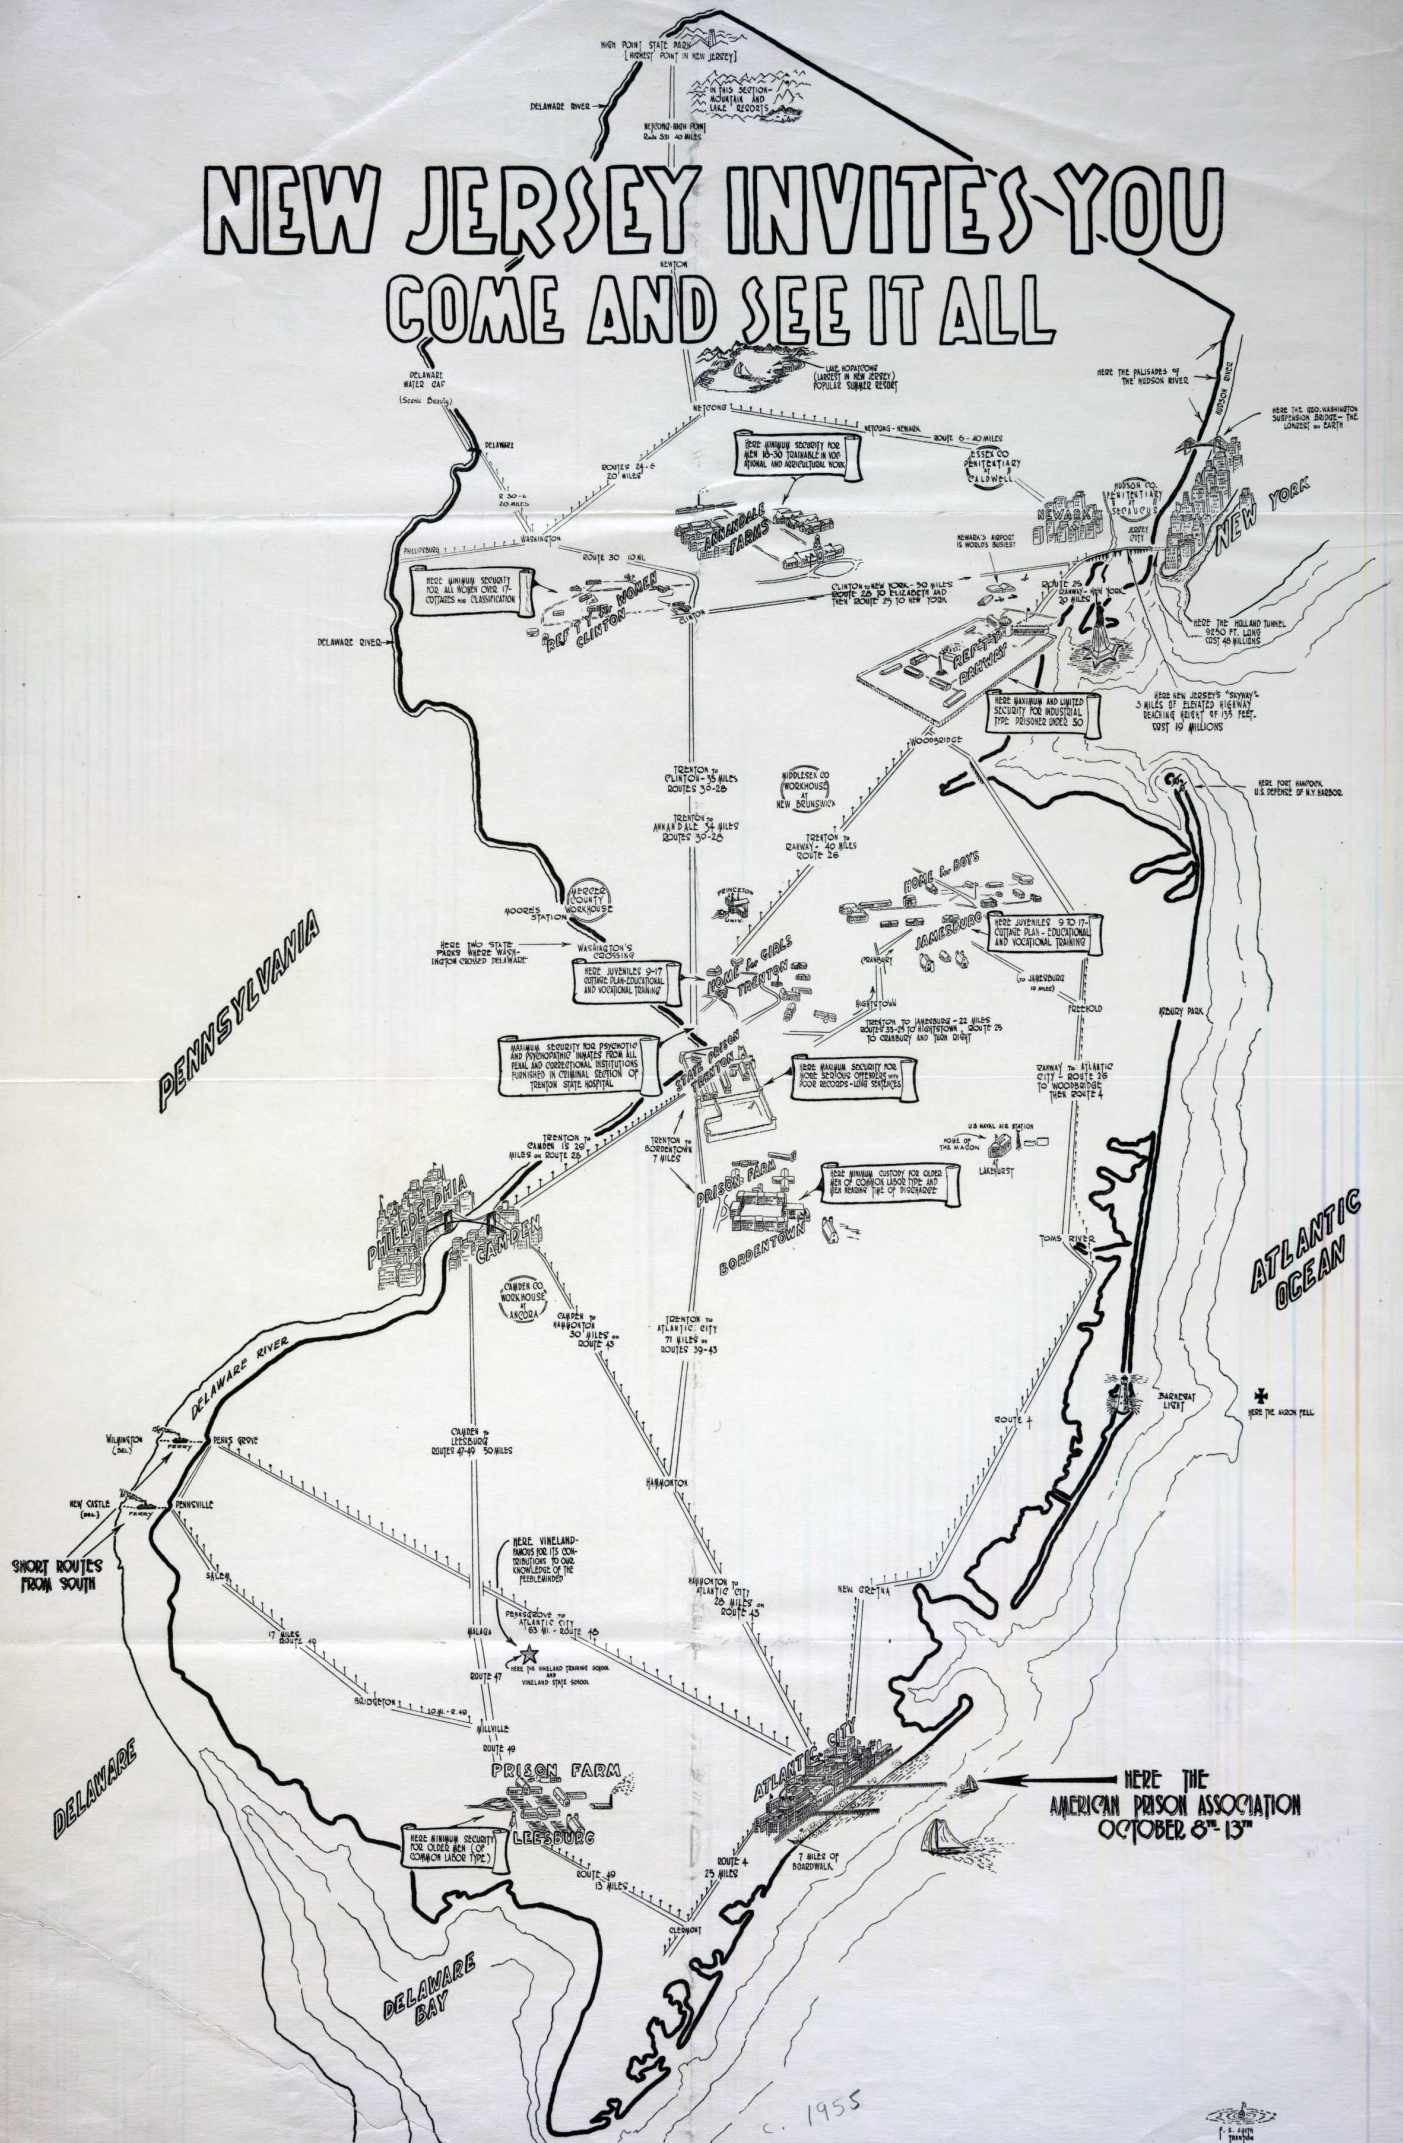 HIGH POINT STATE PARK
[HIGHEST POINT IN NEW JERSEY]
IN THIS SECTION-
MOUNTAIN AND
LAKE RESORTS
DELAWARE RIVER
NETCONG-HIGH POINT
Route S31 40 MILES
NEW JERSEY INVITES YOU
NEWTON
COME AND SEE IT ALL
DELAWARE
WATER GAP
(Scenic Beauty)
LAKE HOPATCONG
(LARGEST IN NEW JERSEY)
POPULAR SUMMER RESORT
HERE THE PALISADES OF
THE HUDSON RIVER
HUDSON RIVER
HERE THE GEO. WASHINGTON
SUSPENSION BRIDGE - THE
LONGEST on EARTH
NETCONG
NETCONG - NEWARK
ROUTE 6 - 40 MILES
DELAWARE
HERE MINIMUM SECURITY FOR
MEN 16-30 TRAINABLE IN VOC-
ATIONAL AND AGRICULTURAL WORK
ROUTES 24-6
20 MILES
ESSEX CO
PENITENTIARY
AT
CALDWELL
HUDSON CO.
PENITENTIARY
AT
SECAUCUS
R 30-6
20 MILES
ANNANDALE
FARMS
NEWARK
JERSEY
CITY
NEW YORK
PHILLIPSBURG
WASHINGTON
ROUTE 30 10 MI.
NEWARK'S AIRPORT
IS WORLD'S BUSIEST
HERE MINIMUM SECURITY
FOR ALL WOMEN OVER 17-
COTTAGES FOR CLASSIFICATION
REF'T'Y for WOMEN
CLINTON
CLINTON
CLINTON to NEW YORK - 50 MILES
ROUTE 28 TO ELIZABETH AND
THEN ROUTE 25 TO NEW YORK
ROUTE 25
RAHWAY - NEW YORK
20 MILES
DELAWARE RIVER
HERE THE HOLLAND TUNNEL
9250 FT. LONG
COST 48 MILLIONS
REF'T'Y
RAHWAY
HERE MAXIMUM AND LIMITED
SECURITY FOR INDUSTRIAL
TYPE PRISONER UNDER 30
HERE NEW JERSEY'S "SKYWAY"-
3 MILES OF ELEVATED HIGHWAY
REACHING HEIGHT OF 135 FEET-
COST 19 MILLIONS
WOODBRIDGE
TRENTON to
CLINTON - 35 MILES
ROUTES 30-28
MIDDLESEX CO
WORKHOUSE
AT
NEW BRUNSWICK
HERE FORT HANCOCK
U.S. DEFENSE OF N.Y. HARBOR
TRENTON to
ANNANDALE 34 MILES
ROUTES 30-28
TRENTON to
RAHWAY - 40 MILES
ROUTE 26
HOME for BOYS
JAMESBURG
MERCER
COUNTY
WORKHOUSE
MOORE'S
STATION
PRINCETON
UNIV.
HERE JUVENILES 9 TO 17-
COTTAGE PLAN - EDUCATIONAL
AND VOCATIONAL TRAINING
HERE TWO STATE
PARKS WHERE WASH-
INGTON CROSSED DELAWARE
WASHINGTON'S
CROSSING
CRANBURY
HERE JUVENILES 9-17
COTTAGE PLAN-EDUCATIONAL
AND VOCATIONAL TRAINING
HOME for GIRLS
TRENTON
(to JAMESBURG
10 MILES)
PENNSYLVANIA
HIGHTSTOWN
FREEHOLD
ASBURY PARK
TRENTON TO JAMESBURG - 22 MILES
ROUTES 33-25 TO HIGHTSTOWN, ROUTE 25
TO CRANBURY AND TURN RIGHT
MAXIMUM SECURITY FOR PSYCHOTIC
AND PSYCHOPATHIC INMATES FROM ALL
PENAL AND CORRECTIONAL INSTITUTIONS
FURNISHED IN CRIMINAL SECTION OF
TRENTON STATE HOSPITAL
STATE PRISON
TRENTON
HERE MAXIMUM SECURITY FOR
MORE SERIOUS OFFENDERS with
POOR RECORDS - LONG SENTENCES
RAHWAY to ATLANTIC
CITY - ROUTE 26
TO WOODBRIDGE
THEN ROUTE 4
TRENTON to
CAMDEN IS 29
MILES on ROUTE 25
TRENTON to
BORDENTOWN
7 MILES
U.S. NAVAL AIR STATION
HOME OF
THE MACON
AT
LAKEHURST
PRISON FARM
BORDENTOWN
HERE MINIMUM CUSTODY FOR OLDER
MEN OF COMMON LABOR TYPE AND
MEN NEARING TIME OF DISCHARGE
PHILADELPHIA
CAMDEN
TOMS RIVER
ATLANTIC
OCEAN
CAMDEN CO.
WORKHOUSE
AT
ANCORA
CAMDEN to
HAMMONTON
30 MILES on
ROUTE 43
TRENTON to
ATLANTIC CITY
71 MILES on
ROUTES 39-43
DELAWARE RIVER
BARNEGAT
LIGHT
HERE THE AKRON FELL
ROUTE 4
WILMINGTON
(DEL.)
FERRY
PENNS GROVE
CAMDEN to
LEESBURG
ROUTES 47-49 50 MILES
HAMMONTON
NEW CASTLE
(DEL.)
FERRY
PENNSVILLE
SHORT ROUTES
FROM SOUTH
SALEM
HERE VINELAND-
FAMOUS FOR ITS CON-
TRIBUTIONS TO OUR
KNOWLEDGE OF THE
FEEBLEMINDED
HAMMONTON to
ATLANTIC CITY
28 MILES on
ROUTE 43
NEW GRETNA
PENNSGROVE to
ATLANTIC CITY
63 MI. - ROUTE 48
17 MILES
ROUTE 49
MALAGA
HERE THE VINELAND TRAINING SCHOOL
AND
VINELAND STATE SCHOOL
ROUTE 47
BRIDGETON
10 MI. - R. 49
MILLVILLE
ROUTE 49
DELAWARE
PRISON FARM
LEESBURG
ATLANTIC CITY
HERE THE
AMERICAN PRISON ASSOCIATION
OCTOBER 8TH - 13TH
HERE MINIMUM SECURITY
FOR OLDER MEN (OF
COMMON LABOR TYPE)
7 MILES OF
BOARDWALK
ROUTE 49
13 MILES
ROUTE 4
25 MILES
CLERMONT
DELAWARE
BAY
c. 1955
F. S. SMITH
TRENTON